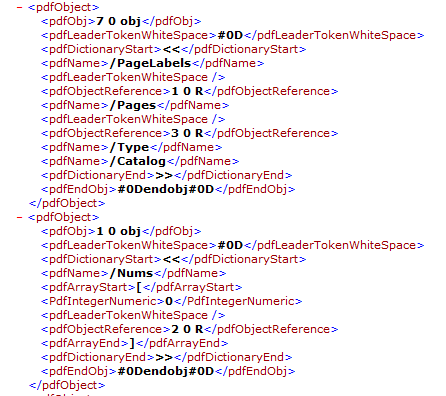 − <pdfObject>
<pdfObj>7 0 obj</pdfObj>
<pdfLeaderTokenWhiteSpace>#0D</pdfLeaderTokenWhiteSpace>
<pdfDictionaryStart><<</pdfDictionaryStart>
<pdfName>/PageLabels</pdfName>
<pdfLeaderTokenWhiteSpace />
<pdfObjectReference>1 0 R</pdfObjectReference>
<pdfName>/Pages</pdfName>
<pdfLeaderTokenWhiteSpace />
<pdfObjectReference>3 0 R</pdfObjectReference>
<pdfName>/Type</pdfName>
<pdfName>/Catalog</pdfName>
<pdfDictionaryEnd>>></pdfDictionaryEnd>
<pdfEndObj>#0Dendobj#0D</pdfEndObj>
</pdfObject>
− <pdfObject>
<pdfObj>1 0 obj</pdfObj>
<pdfLeaderTokenWhiteSpace>#0D</pdfLeaderTokenWhiteSpace>
<pdfDictionaryStart><<</pdfDictionaryStart>
<pdfName>/Nums</pdfName>
<pdfArrayStart>[</pdfArrayStart>
<PdfIntegerNumeric>0</PdfIntegerNumeric>
<pdfLeaderTokenWhiteSpace />
<pdfObjectReference>2 0 R</pdfObjectReference>
<pdfArrayEnd>]</pdfArrayEnd>
<pdfDictionaryEnd>>></pdfDictionaryEnd>
<pdfEndObj>#0Dendobj#0D</pdfEndObj>
</pdfObject>